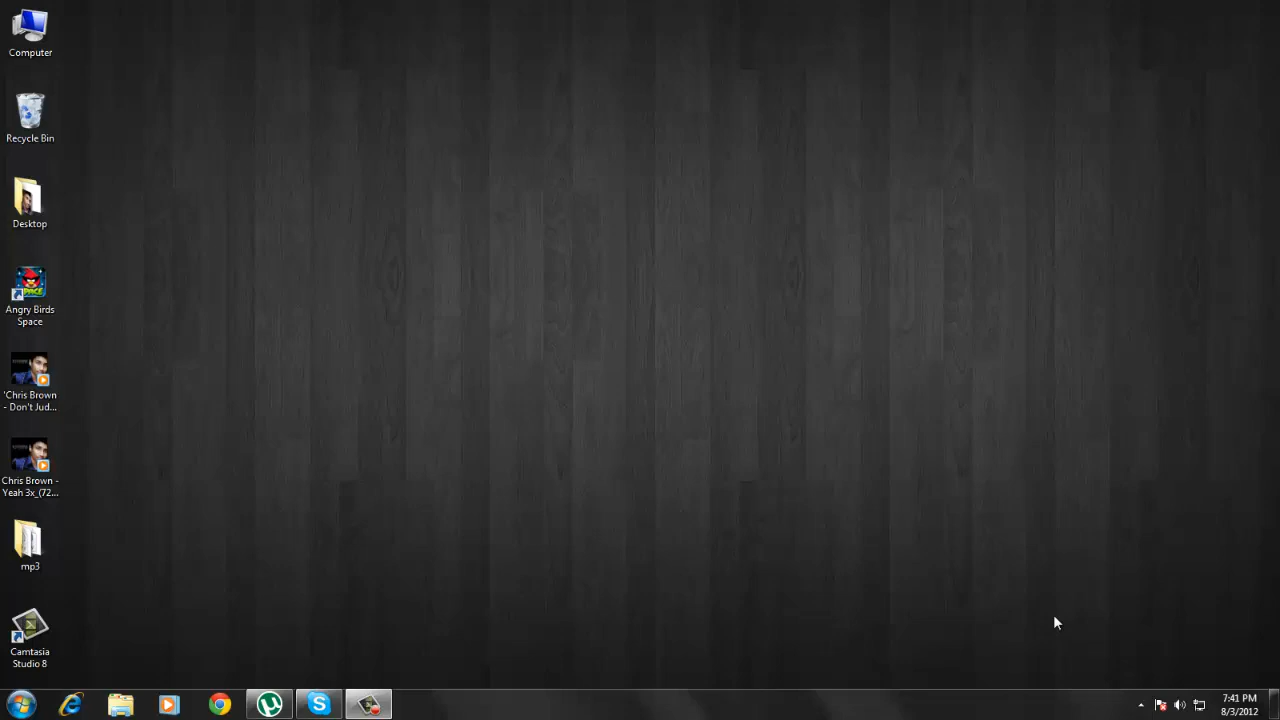 Computer
Recycle Bin
Desktop
Angry Birds
Space
'Chris Brown
- Don't Jud...
Chris Brown -
Yeah 3x_(72...
mp3
Camtasia
Studio 8
7:41 PM
8/3/2012